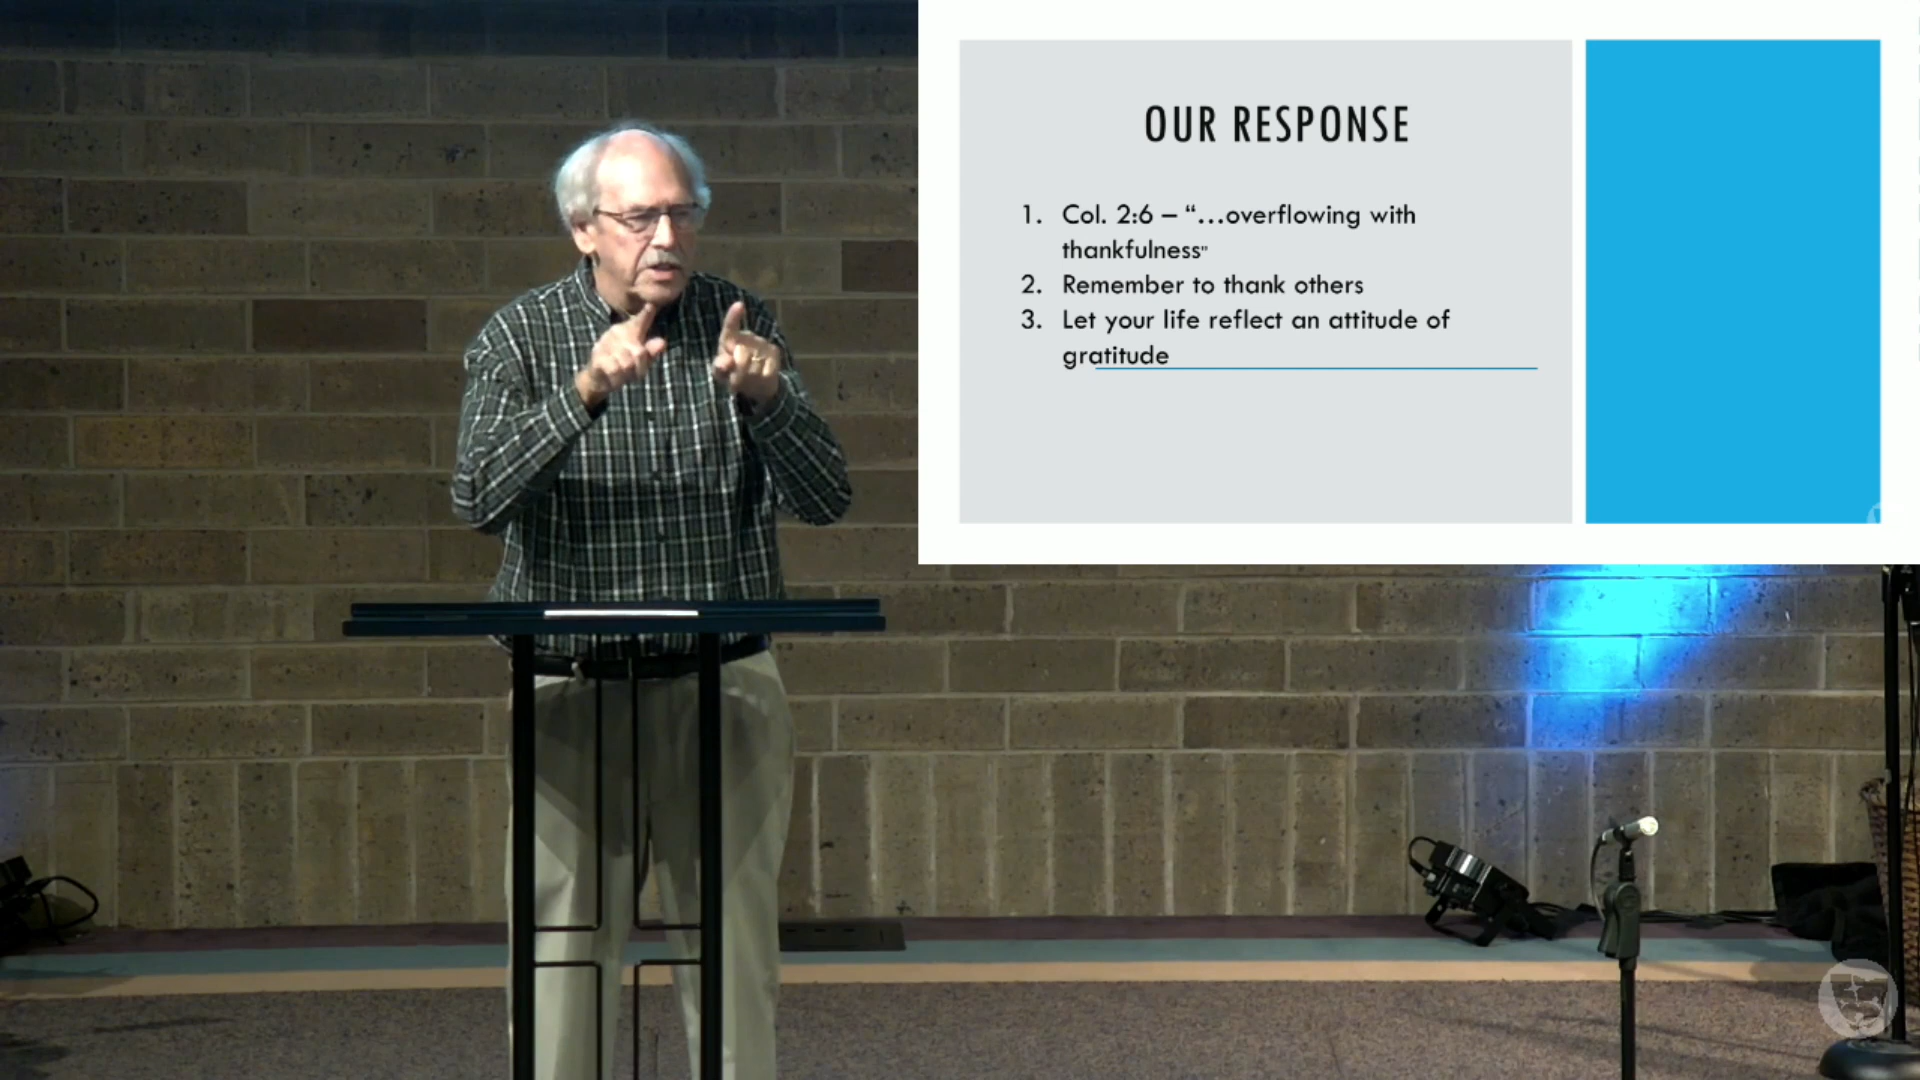 OUR RESPONSE
1. Col. 2:6 – “...overflowing with
thankfulness"
2. Remember to thank others
3. Let your life reflect an attitude of
gratitude